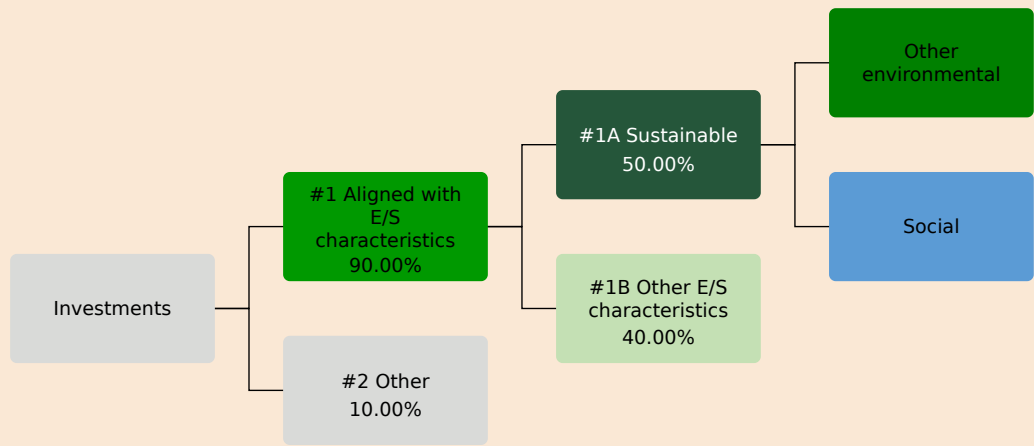 Investments
#1 Aligned with
E/S
characteristics
90.00%
#2 Other
10.00%
#1A Sustainable
50.00%
#1B Other E/S
characteristics
40.00%
Other
environmental
Social